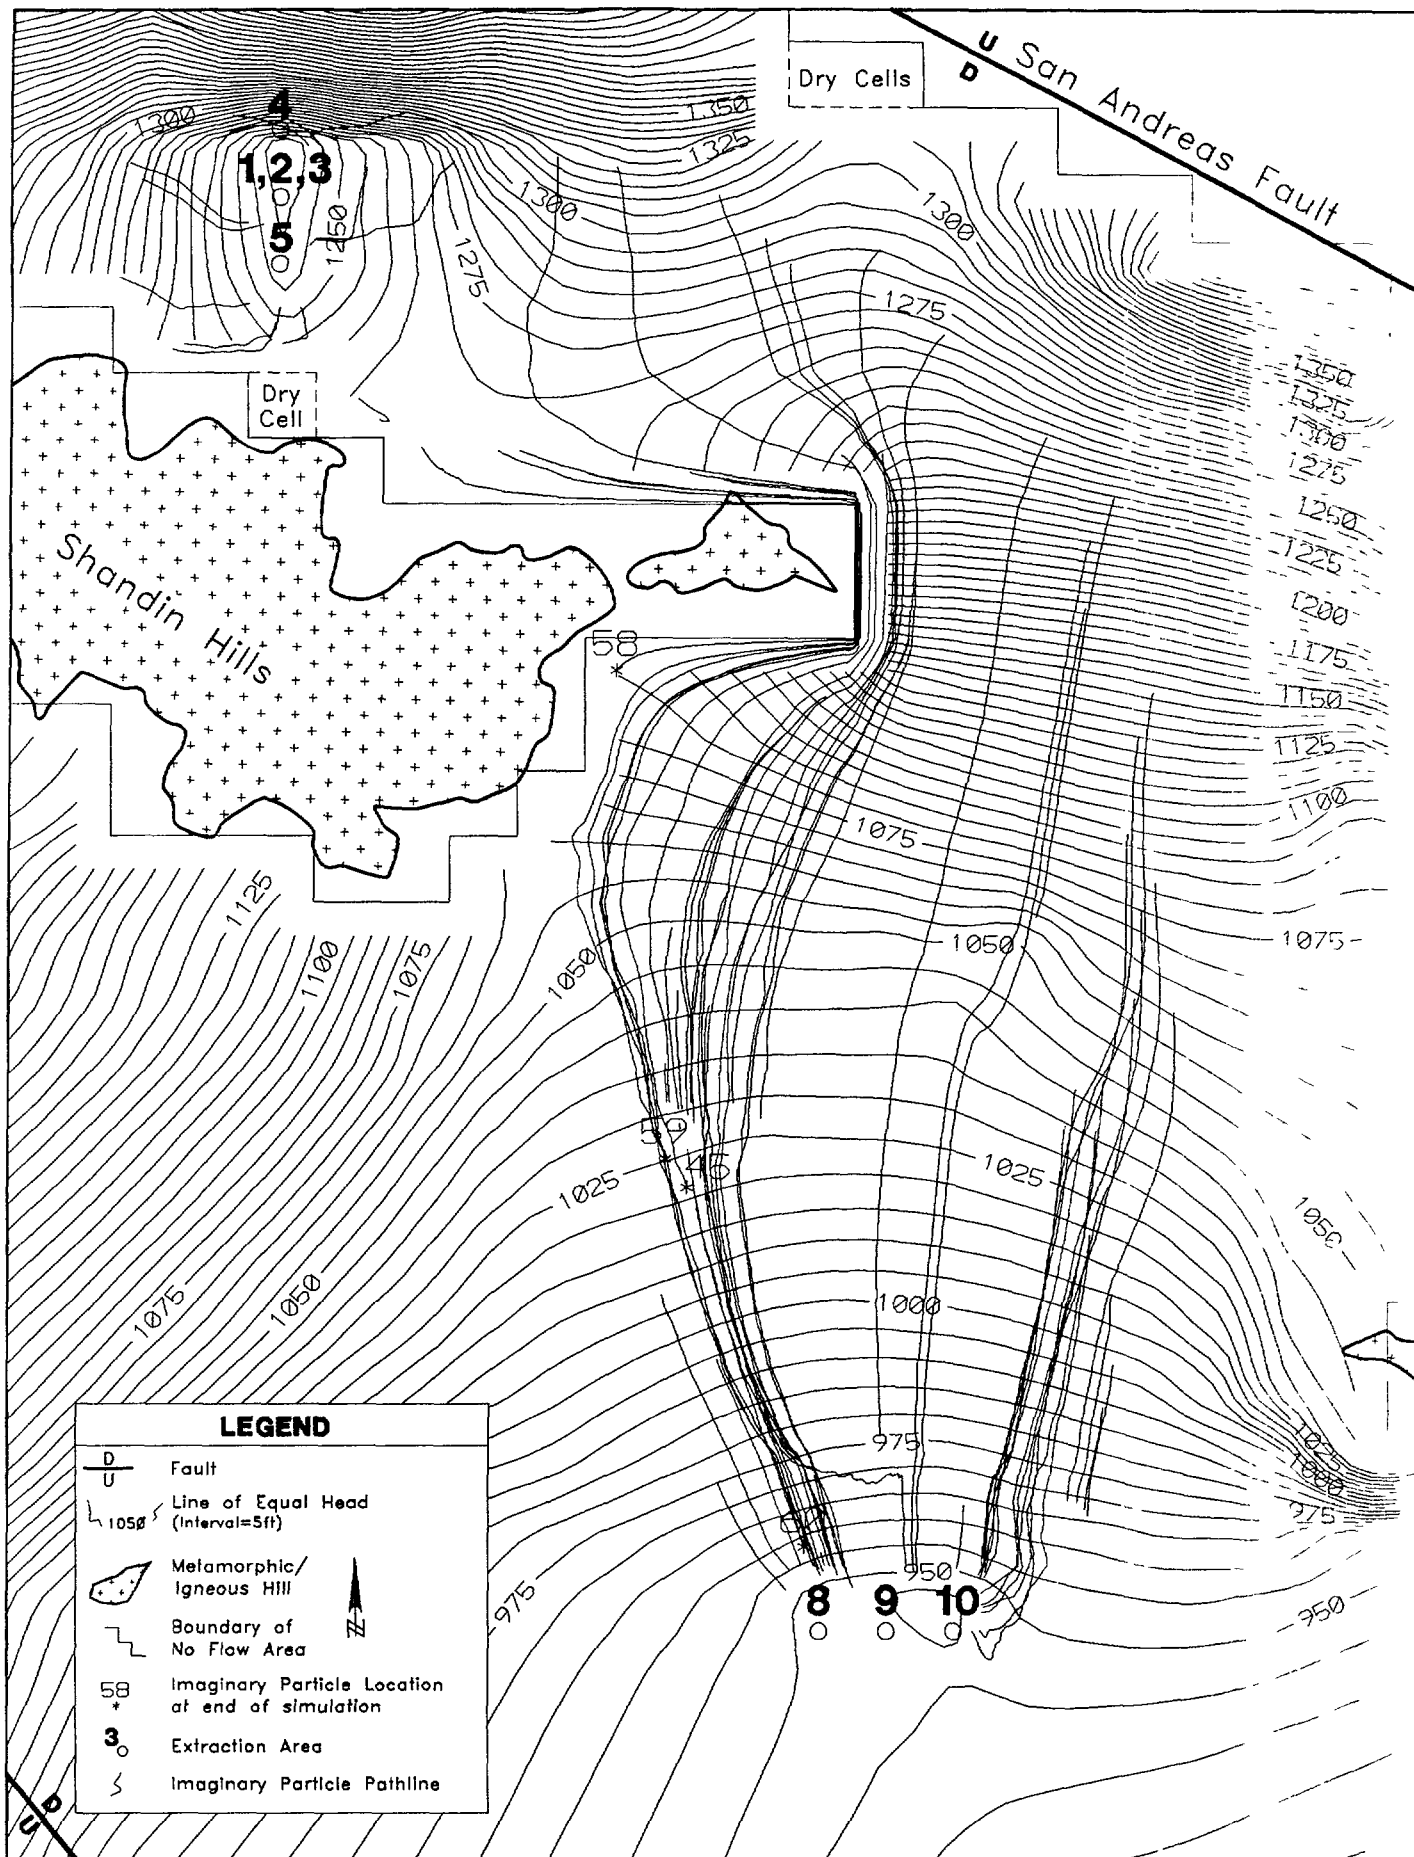 U San Andreas Fault
D
Dry Cells
4
1300
1350
1325
1,2,3
1300
1300
5
1250
1275
1275
1350
1325
1300
1275
1250
1225
1200
1175
1150
1125
1100
Dry
Cell
Shandin Hills
58
1075
1125
1100
1075
1050
1050
1075
59
45
1025
1025
1050
1075
1050
1000
975
1025
1000
975
950
975
950
8 9 10
LEGEND
D
U
Fault
1050
Line of Equal Head
(Interval=5ft)
Metamorphic/
Igneous Hill
N
Boundary of
No Flow Area
58
*
Imaginary Particle Location
at end of simulation
3
Extraction Area
Imaginary Particle Pathline
D
U